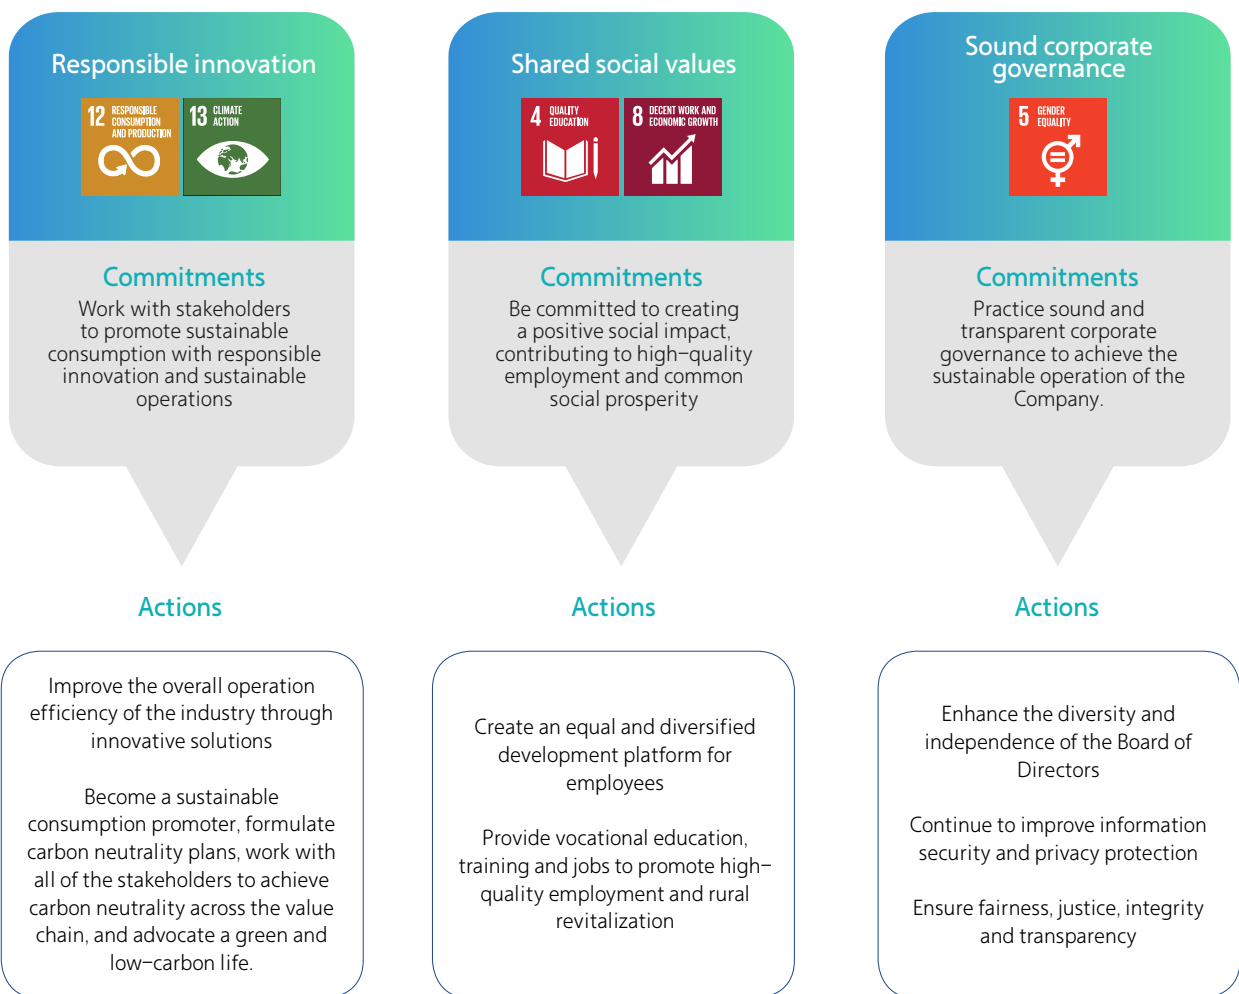 Responsible innovation
12 RESPONSIBLE
CONSUMPTION
AND PRODUCTION
13 CLIMATE
ACTION
Commitments
Work with stakeholders
to promote sustainable
consumption with responsible
innovation and sustainable
operations
Actions
Improve the overall operation
efficiency of the industry through
innovative solutions
Become a sustainable
consumption promoter, formulate
carbon neutrality plans, work with
all of the stakeholders to achieve
carbon neutrality across the value
chain, and advocate a green and
low-carbon life.
Shared social values
4 QUALITY
EDUCATION
8 DECENT WORK AND
ECONOMIC GROWTH
Commitments
Be committed to creating
a positive social impact,
contributing to high-quality
employment and common
social prosperity
Actions
Create an equal and diversified
development platform for
employees
Provide vocational education,
training and jobs to promote high-
quality employment and rural
revitalization
Sound corporate
governance
5 GENDER
EQUALITY
Commitments
Practice sound and
transparent corporate
governance to achieve the
sustainable operation of the
Company.
Actions
Enhance the diversity and
independence of the Board of
Directors
Continue to improve information
security and privacy protection
Ensure fairness, justice, integrity
and transparency